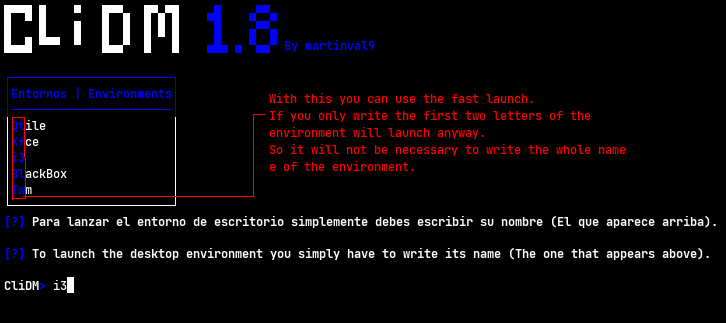 CLi DM 1.8 By martinval9
Entornos | Environments
Qtile
Xfce
i3
BlackBox
Twm
With this you can use the fast launch.
If you only write the first two letters of the
environment will launch anyway.
So it will not be necessary to write the whole name
e of the environment.
[?] Para lanzar el entorno de escritorio simplemente debes escribir su nombre (El que aparece arriba).
[?] To launch the desktop environment you simply have to write its name (The one that appears above).
CliDM> i3